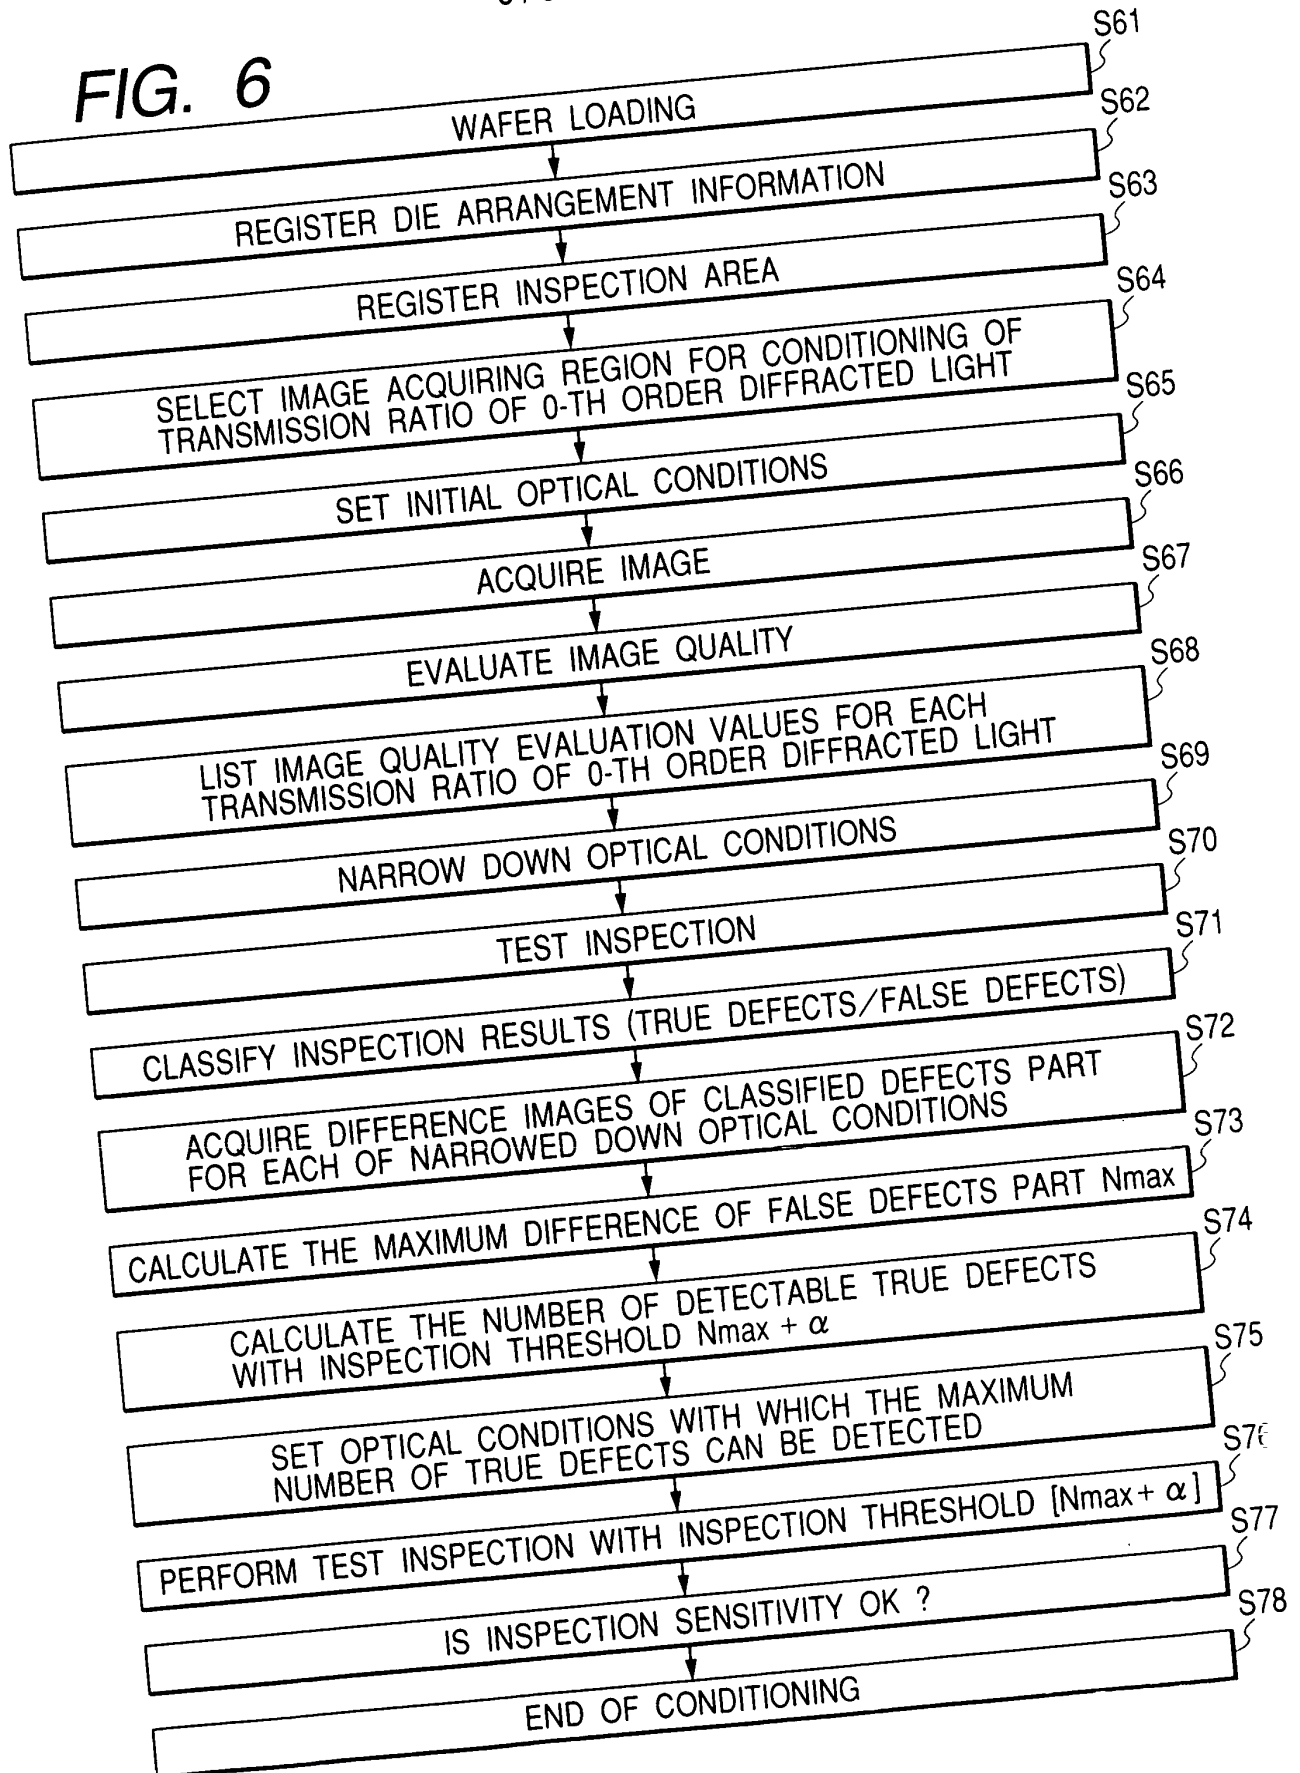 FIG. 6
S61
WAFER LOADING
S62
REGISTER DIE ARRANGEMENT INFORMATION
S63
REGISTER INSPECTION AREA
S64
SELECT IMAGE ACQUIRING REGION FOR CONDITIONING OF
TRANSMISSION RATIO OF 0-TH ORDER DIFFRACTED LIGHT
S65
SET INITIAL OPTICAL CONDITIONS
S66
ACQUIRE IMAGE
S67
EVALUATE IMAGE QUALITY
S68
LIST IMAGE QUALITY EVALUATION VALUES FOR EACH
TRANSMISSION RATIO OF 0-TH ORDER DIFFRACTED LIGHT
S69
NARROW DOWN OPTICAL CONDITIONS
S70
TEST INSPECTION
S71
CLASSIFY INSPECTION RESULTS (TRUE DEFECTS/FALSE DEFECTS)
S72
ACQUIRE DIFFERENCE IMAGES OF CLASSIFIED DEFECTS PART
FOR EACH OF NARROWED DOWN OPTICAL CONDITIONS
S73
CALCULATE THE MAXIMUM DIFFERENCE OF FALSE DEFECTS PART Nmax
S74
CALCULATE THE NUMBER OF DETECTABLE TRUE DEFECTS
WITH INSPECTION THRESHOLD Nmax + α
S75
SET OPTICAL CONDITIONS WITH WHICH THE MAXIMUM
NUMBER OF TRUE DEFECTS CAN BE DETECTED
PERFORM TEST INSPECTION WITH INSPECTION THRESHOLD [Nmax + α]
S77
IS INSPECTION SENSITIVITY OK ?
S78
END OF CONDITIONING